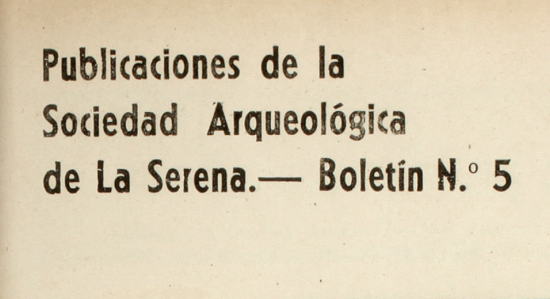 Publicaciones de la
Sociedad Arqueológica
de La Serena.— Boletín N.º 5